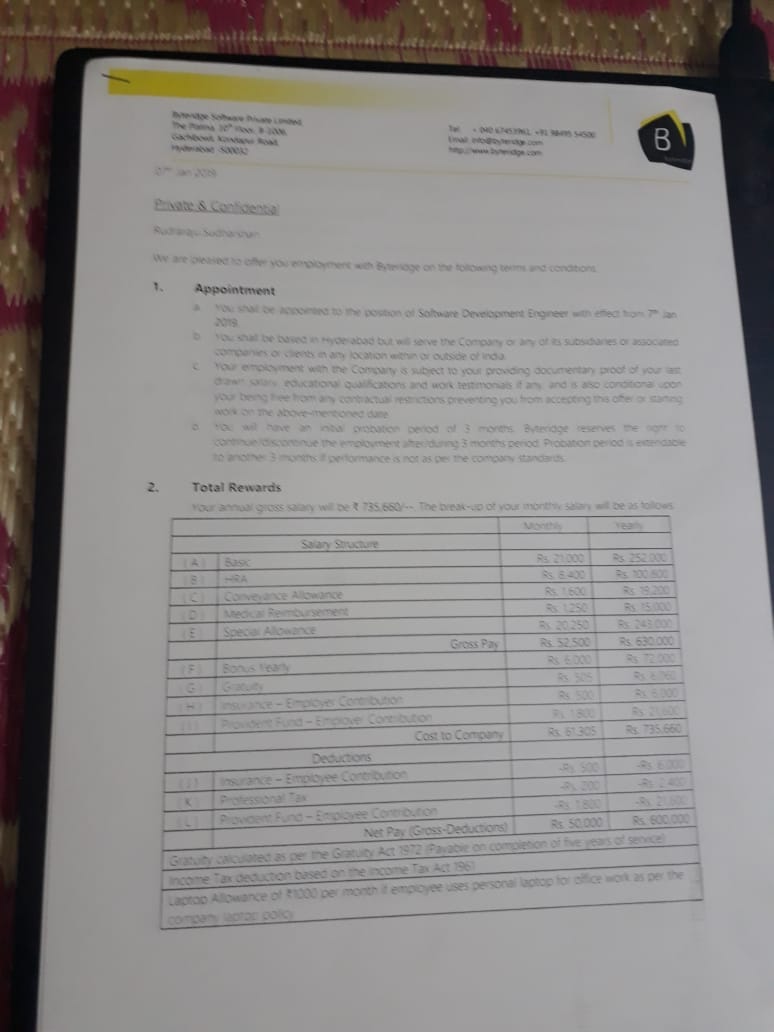 Byteridge Software Private Limited,
The Platina 10th Floor, B-1006,
Gachibowli, Kondapur Road,
Hyderabad -500032
Tel : + 040 67453961, +91 98495 54500
Email: info@byteridge.com
http://www.byteridge.com
B
Byteridge
07th Jan 2019
Private & Confidential
Rudraraju Sudharshan
We are pleased to offer you employment with Byteridge on the following terms and conditions.
1. Appointment
a. You shall be appointed to the position of Software Development Engineer with effect from 7th Jan
2019.
b. You shall be based in Hyderabad but will serve the Company or any of its subsidiaries or associated
companies or clients in any location within or outside of India.
c. Your employment with the Company is subject to your providing documentary proof of your last
drawn salary, educational qualifications and work testimonials if any, and is also conditional upon
your being free from any contractual restrictions preventing you from accepting this offer or starting
work on the above-mentioned date.
d. You will have an initial probation period of 3 months. Byteridge reserves the right to
continue/discontinue the employment after/during 3 months period. Probation period is extendable
to another 3 months if performance is not as per the company standards.
2. Total Rewards
Your annual gross salary will be ₹ 735,660/--. The break-up of your monthly salary will be as follows
Monthly Yearly
Salary Structure
( A ) Basic Rs. 21,000 Rs. 252,000
( B ) HRA Rs. 8,400 Rs. 100,800
( C ) Conveyance Allowance Rs. 1,600 Rs. 19,200
( D ) Medical Reimbursement Rs. 1,250 Rs. 15,000
( E ) Special Allowance Rs. 20,250 Rs. 243,000
Gross Pay Rs. 52,500 Rs. 630,000
( F ) Bonus Yearly Rs. 6,000 Rs. 72,000
( G ) Gratuity Rs. 505 Rs. 6,060
( H ) Insurance – Employer Contribution Rs. 500 Rs. 6,000
( I ) Provident Fund – Employer Contribution Rs. 1,800 Rs. 21,600
Cost to Company Rs. 61,305 Rs. 735,660
Deductions
( J ) Insurance – Employee Contribution -Rs. 500 -Rs. 6,000
( K ) Professional Tax -Rs. 200 -Rs. 2,400
( L ) Provident Fund – Employee Contribution -Rs. 1,800 -Rs. 21,600
Net Pay (Gross-Deductions) Rs. 50,000 Rs. 600,000
Gratuity calculated as per the Gratuity Act 1972 (Payable on completion of five years of service)
Income Tax deduction based on the Income Tax Act 1961
Laptop Allowance of ₹1000 per month if employee uses personal laptop for office work as per the
company laptop policy